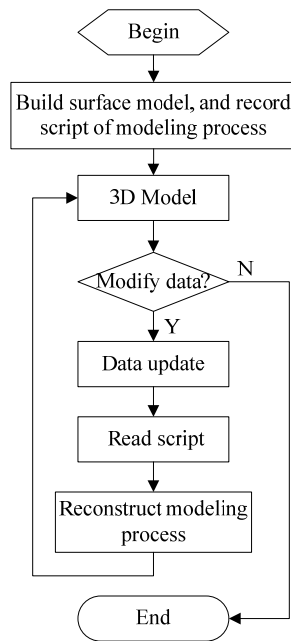 Begin
Build surface model, and record
script of modeling process
3D Model
Modify data?
N
Y
Data update
Read script
Reconstruct modeling
process
End